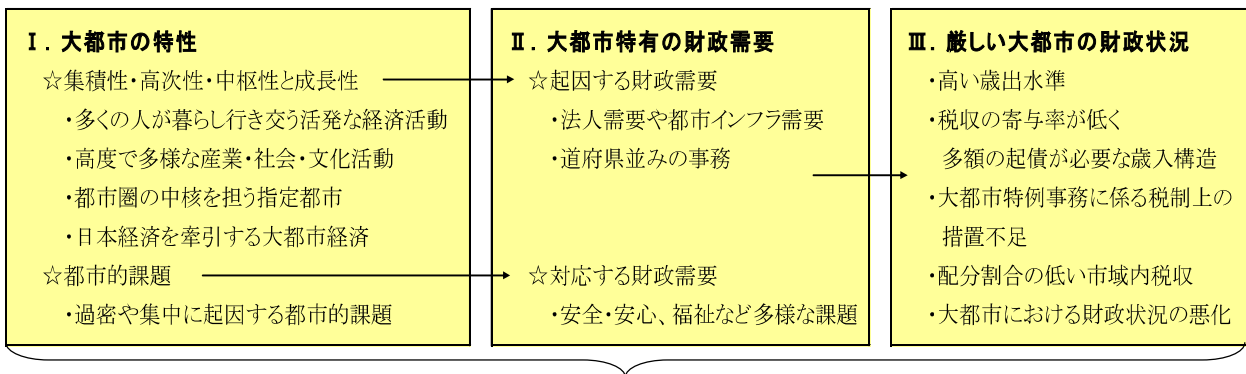 Ⅰ．大都市の特性
☆集積性・高次性・中枢性と成長性
・多くの人が暮らし行き交う活発な経済活動
・高度で多様な産業・社会・文化活動
・都市圏の中核を担う指定都市
・日本経済を牽引する大都市経済
☆都市的課題
・過密や集中に起因する都市的課題
Ⅱ．大都市特有の財政需要
☆起因する財政需要
・法人需要や都市インフラ需要
・道府県並みの事務
☆対応する財政需要
・安全・安心、福祉など多様な課題
Ⅲ．厳しい大都市の財政状況
・高い歳出水準
・税収の寄与率が低く
多額の起債が必要な歳入構造
・大都市特例事務に係る税制上の
措置不足
・配分割合の低い市域内税収
・大都市における財政状況の悪化